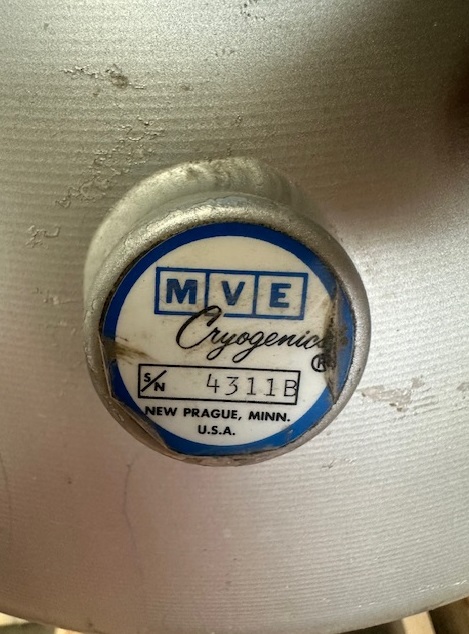 MVE
Cryogenics
®
S/N 4311B
NEW PRAGUE, MINN.
U.S.A.